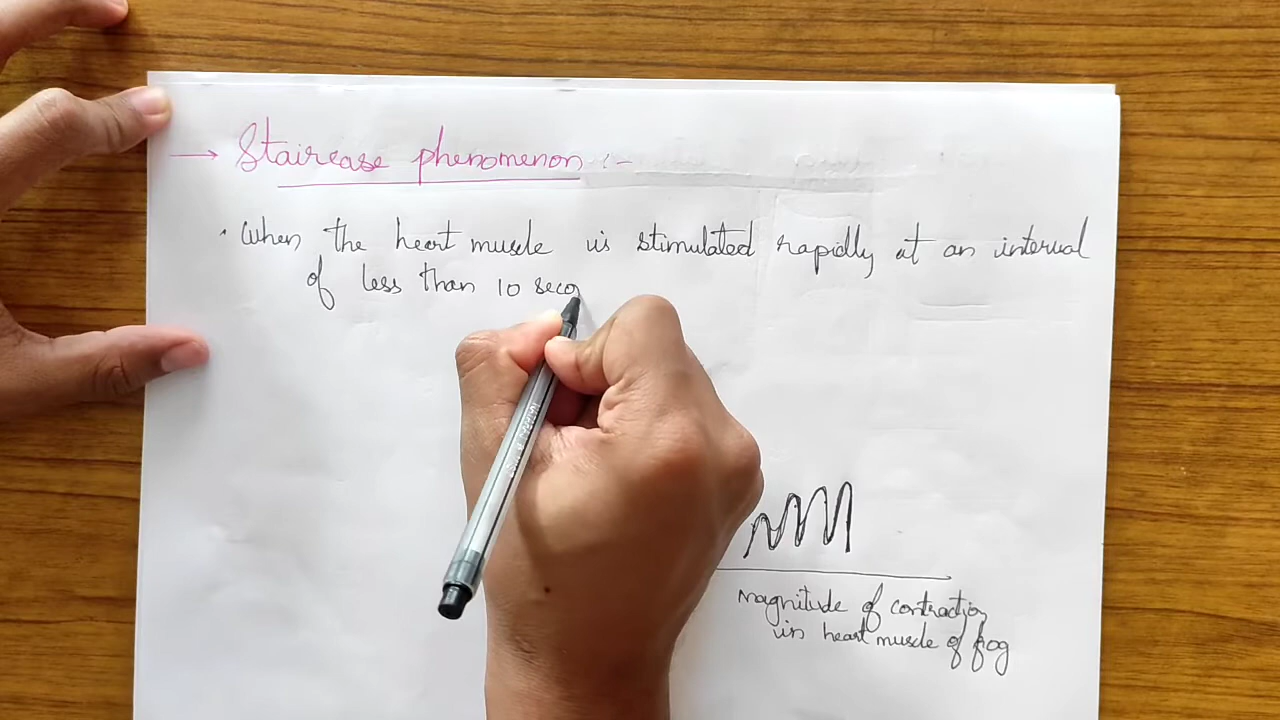 → Staircase phenomenon :-
• When the heart muscle is stimulated rapidly at an interval
of less than 10 seco
magnitude of contraction
in heart muscle of frog